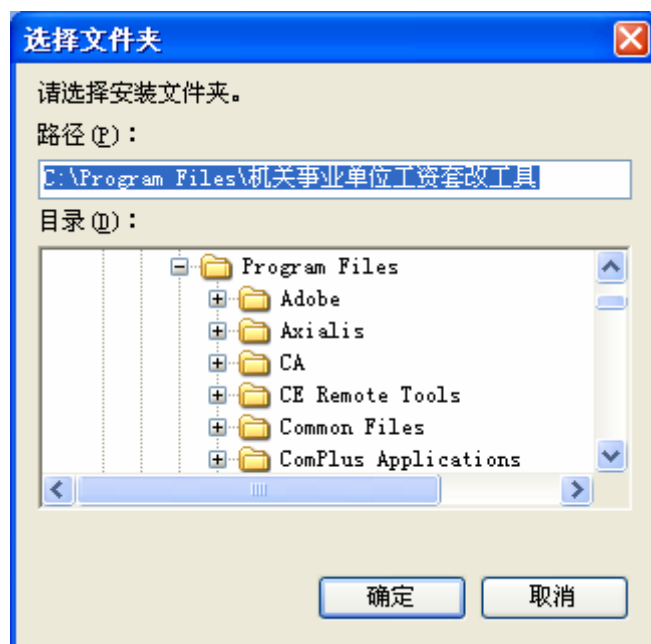 选择文件夹
请选择安装文件夹。
路径(P):
C:\Program Files\机关事业单位工资套改工具
目录(D):
Program Files
Adobe
Axialis
CA
CE Remote Tools
Common Files
ComPlus Applications
确定
取消